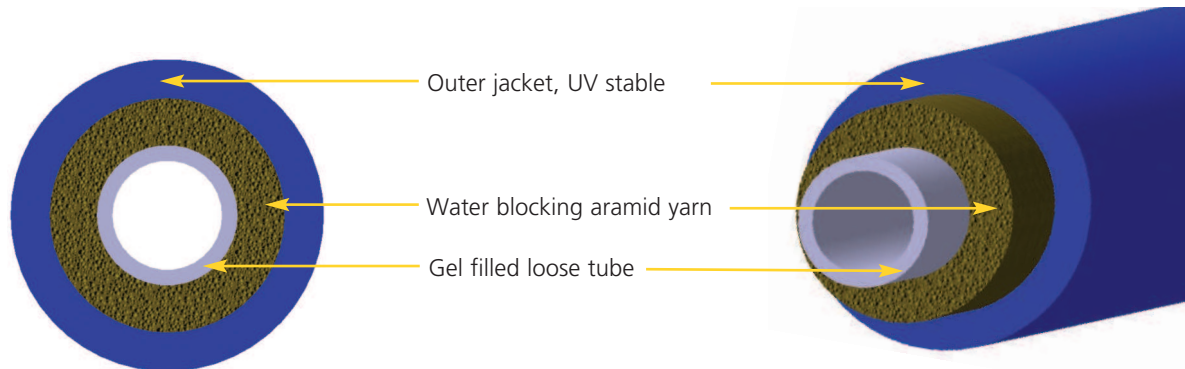 Outer jacket, UV stable
Water blocking aramid yarn
Gel filled loose tube